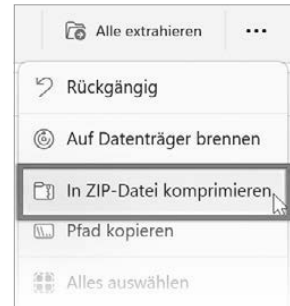 Alle extrahieren
Rückgängig
Auf Datenträger brennen
In ZIP-Datei komprimieren
Pfad kopieren
Alles auswählen